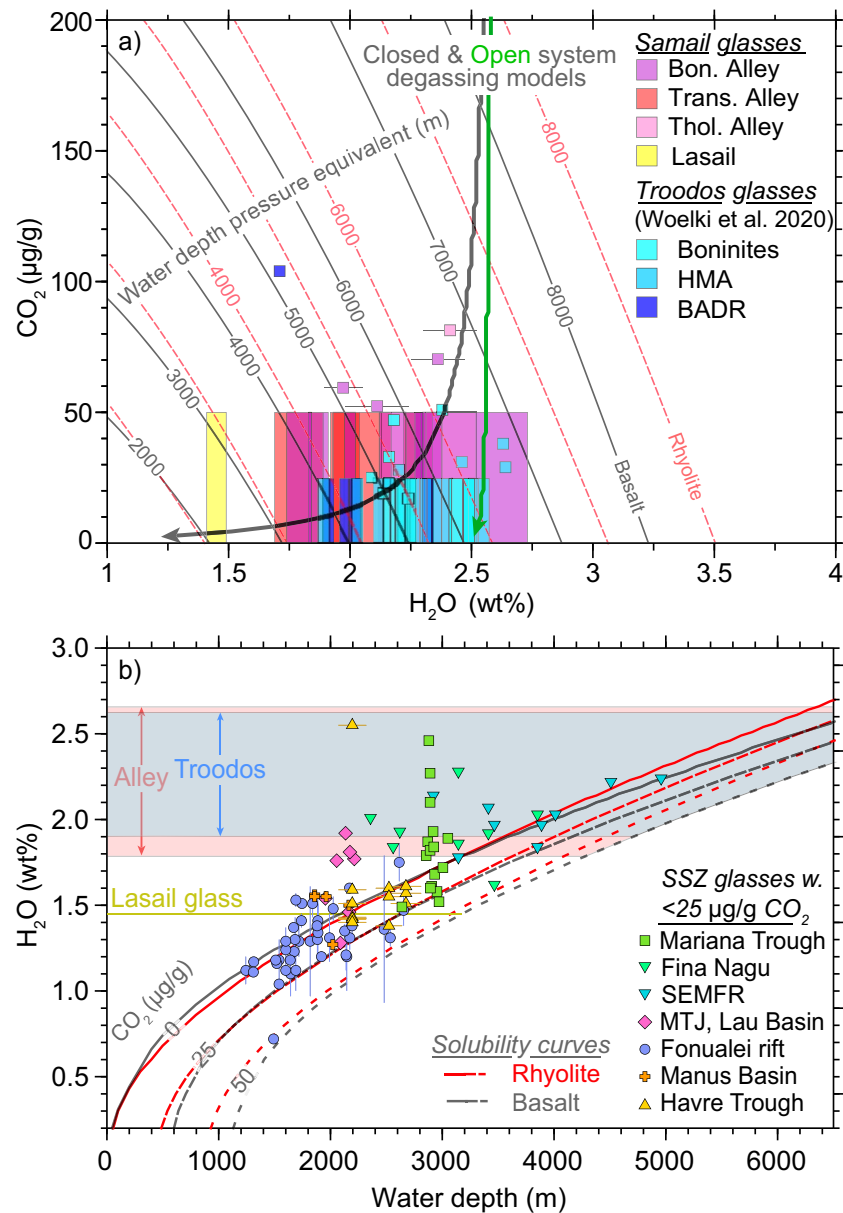 a)
Closed & Open system
degassing models
Samail glasses
Bon. Alley
Trans. Alley
Thol. Alley
Lasail
Troodos glasses
(Woelki et al. 2020)
Boninites
HMA
BADR
Water depth pressure equivalent (m)
2000
3000
4000
4000
5000
6000
6000
7000
8000
8000
Basalt
Rhyolite
200
150
100
50
0
CO2 (µg/g)
1
1.5
2
2.5
3
3.5
4
H2O (wt%)
b)
3.0
2.5
2.0
1.5
1.0
0.5
H2O (wt%)
Alley
Troodos
Lasail glass
CO2 (µg/g)
0
25
50
SSZ glasses w.
<25 µg/g CO2
Mariana Trough
Fina Nagu
SEMFR
MTJ, Lau Basin
Fonualei rift
Manus Basin
Havre Trough
Solubility curves
Rhyolite
Basalt
0
1000
2000
3000
4000
5000
6000
Water depth (m)